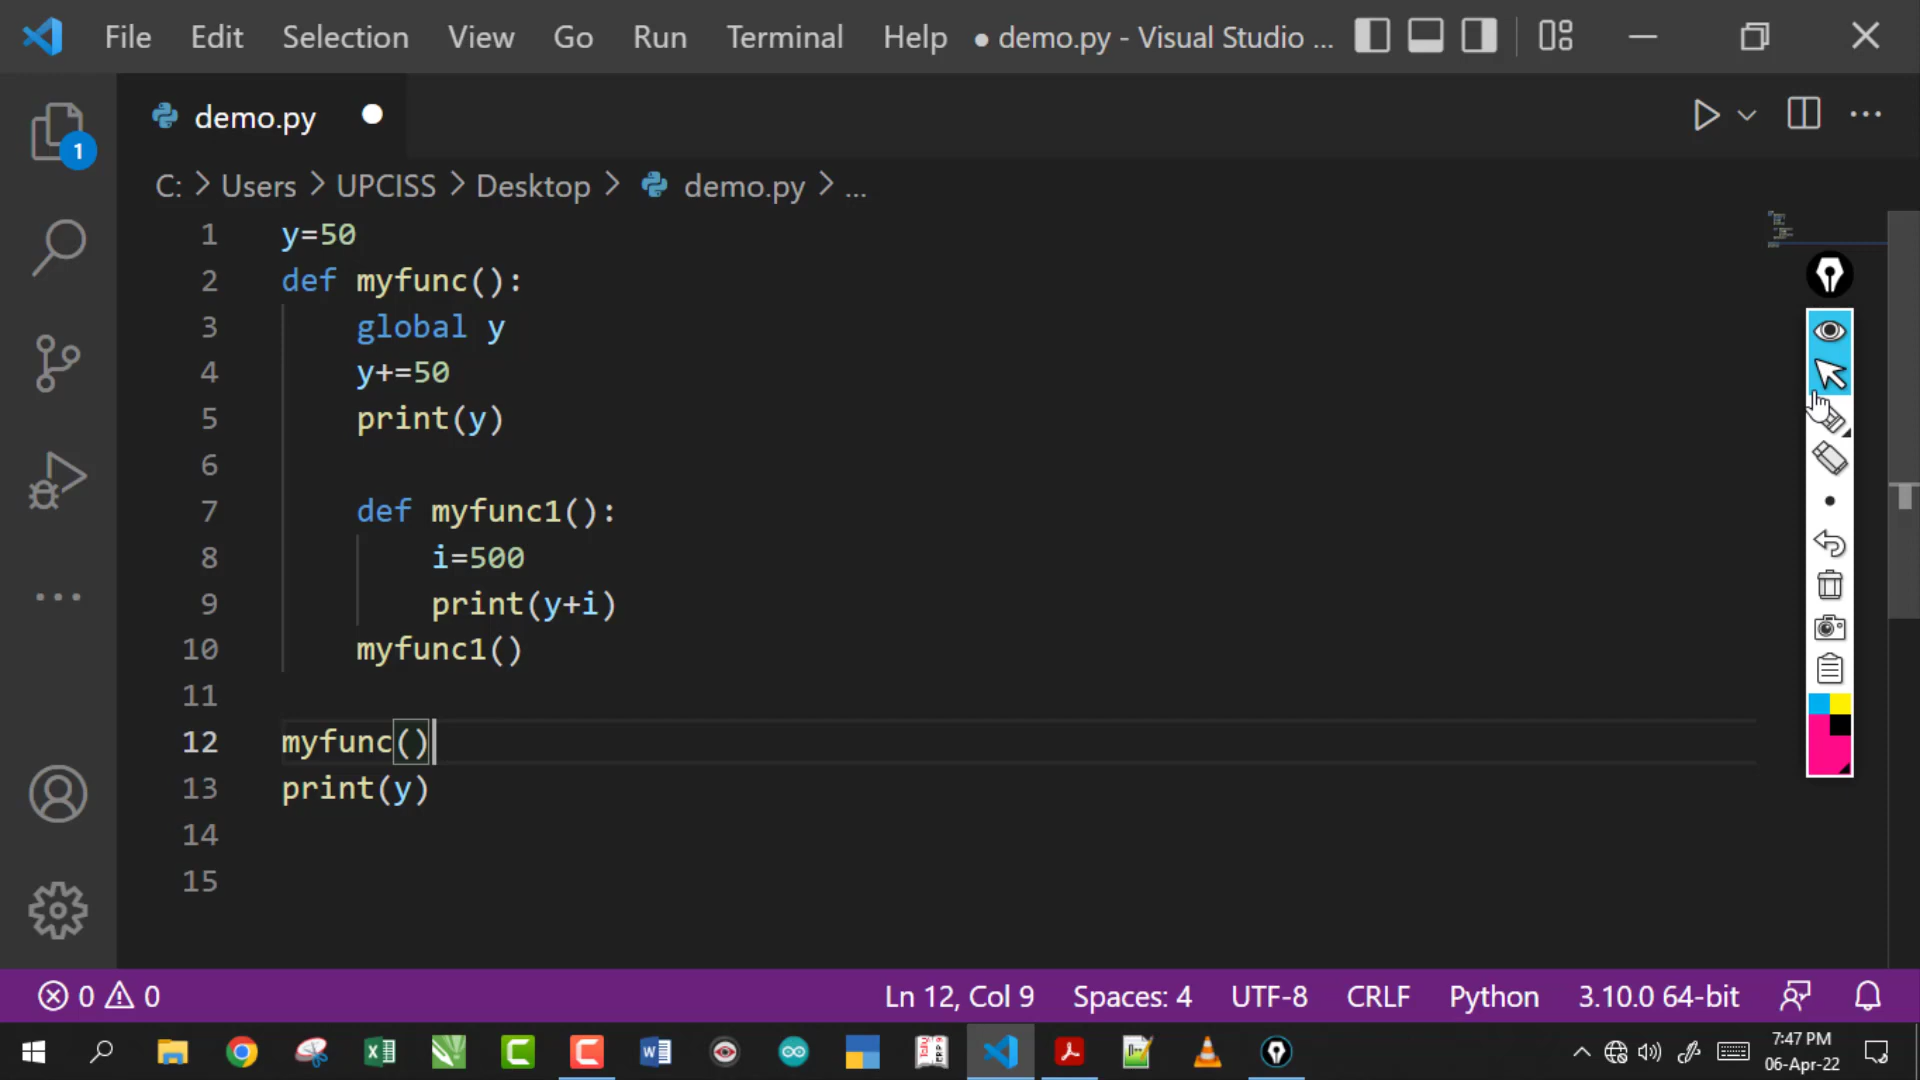 File Edit Selection View Go Run Terminal Help ● demo.py - Visual Studio ...
demo.py
1
C: > Users > UPCISS > Desktop > demo.py > ...
1 y=50
2 def myfunc():
3 global y
4 y+=50
5 print(y)
6
7 def myfunc1():
8 i=500
9 print(y+i)
10 myfunc1()
11
12 myfunc()
13 print(y)
14
15
0 0 Ln 12, Col 9 Spaces: 4 UTF-8 CRLF Python 3.10.0 64-bit
7:47 PM
06-Apr-22